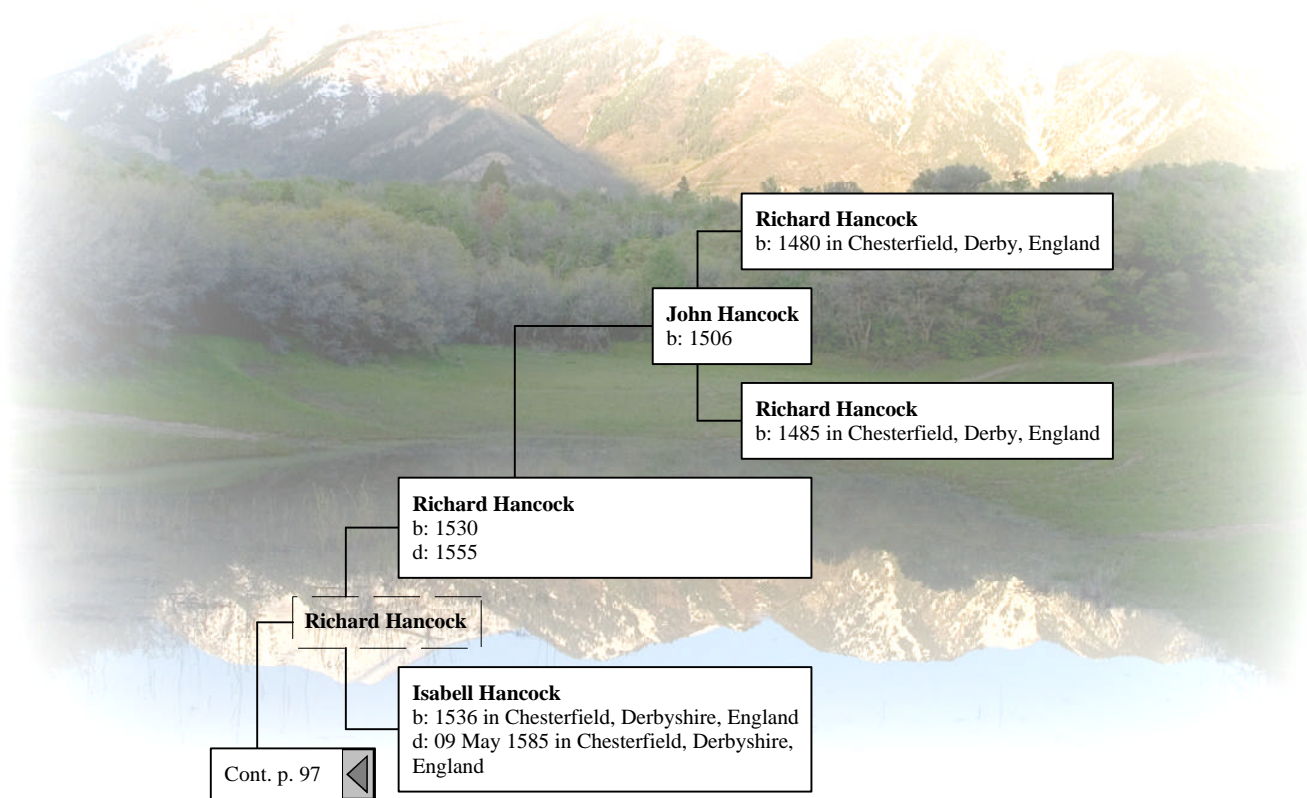 Richard Hancock
b: 1480 in Chesterfield, Derby, England
John Hancock
b: 1506
Richard Hancock
b: 1485 in Chesterfield, Derby, England
Richard Hancock
b: 1530
d: 1555
Richard Hancock
Isabell Hancock
b: 1536 in Chesterfield, Derbyshire, England
d: 09 May 1585 in Chesterfield, Derbyshire,
England
Cont. p. 97